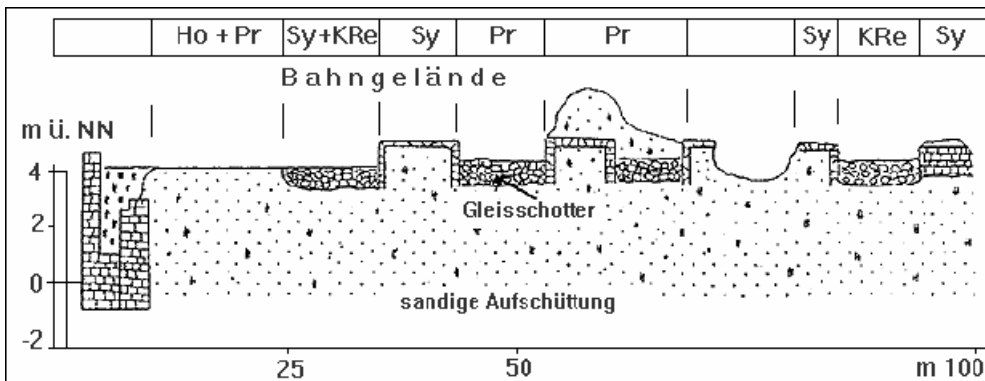 Ho + Pr Sy+KRe Sy Pr Pr Sy KRe Sy
Bahngelände
m ü. NN
4
Gleisschotter
2
0
sandige Aufschüttung
-2
25 50 m 100